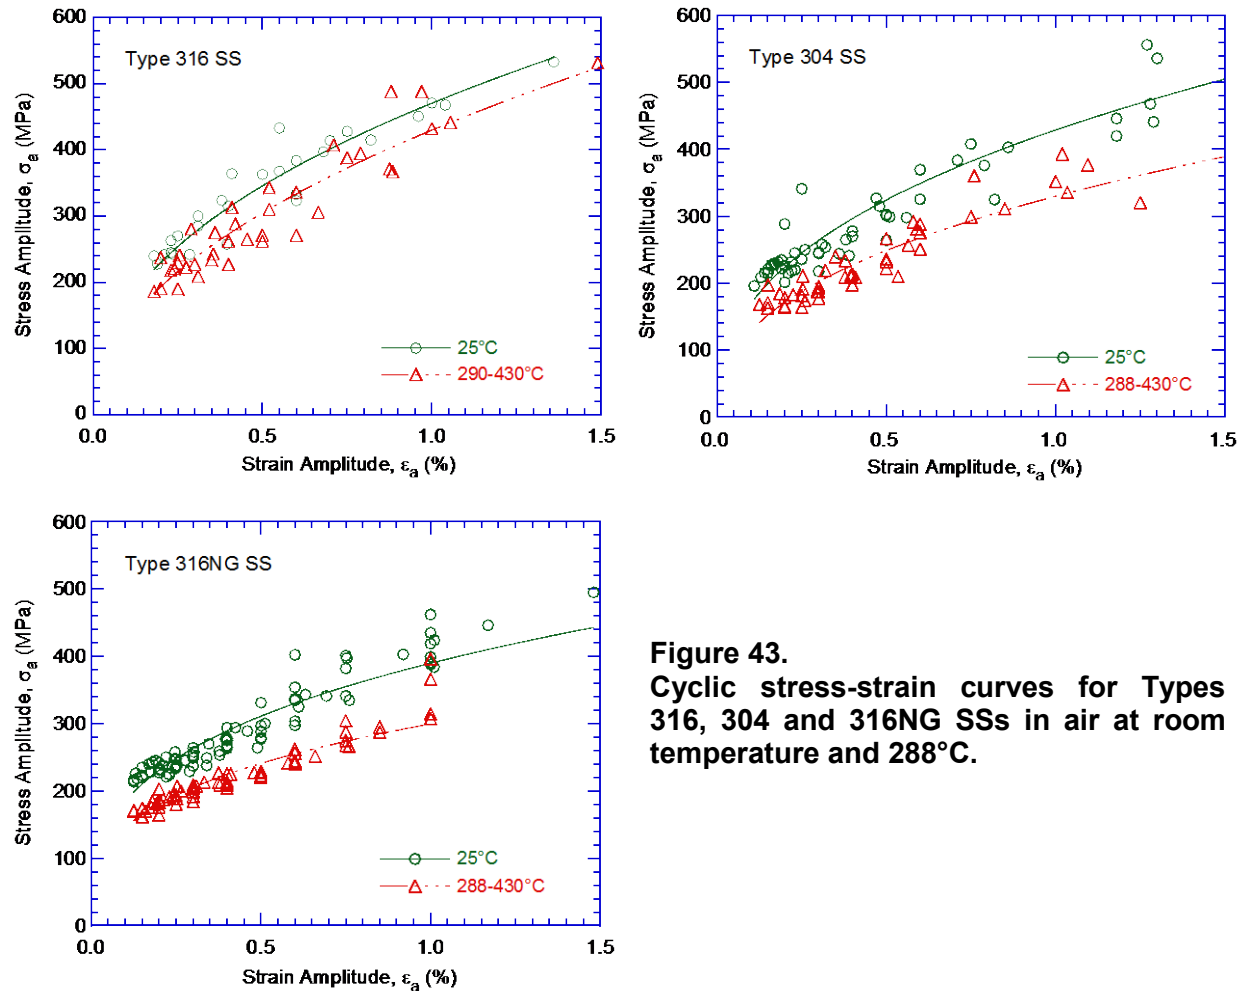 600
500
400
300
200
100
0
Stress Amplitude, σa (MPa)
Type 316 SS
25°C
290-430°C
0.0 0.5 1.0 1.5
Strain Amplitude, εa (%)
600
500
400
300
200
100
0
Stress Amplitude, σa (MPa)
Type 304 SS
25°C
288-430°C
0.0 0.5 1.0 1.5
Strain Amplitude, εa (%)
600
500
400
300
200
100
0
Stress Amplitude, σa (MPa)
Type 316NG SS
25°C
288-430°C
0.0 0.5 1.0 1.5
Strain Amplitude, εa (%)
Figure 43.
Cyclic stress-strain curves for Types
316, 304 and 316NG SSs in air at room
temperature and 288°C.